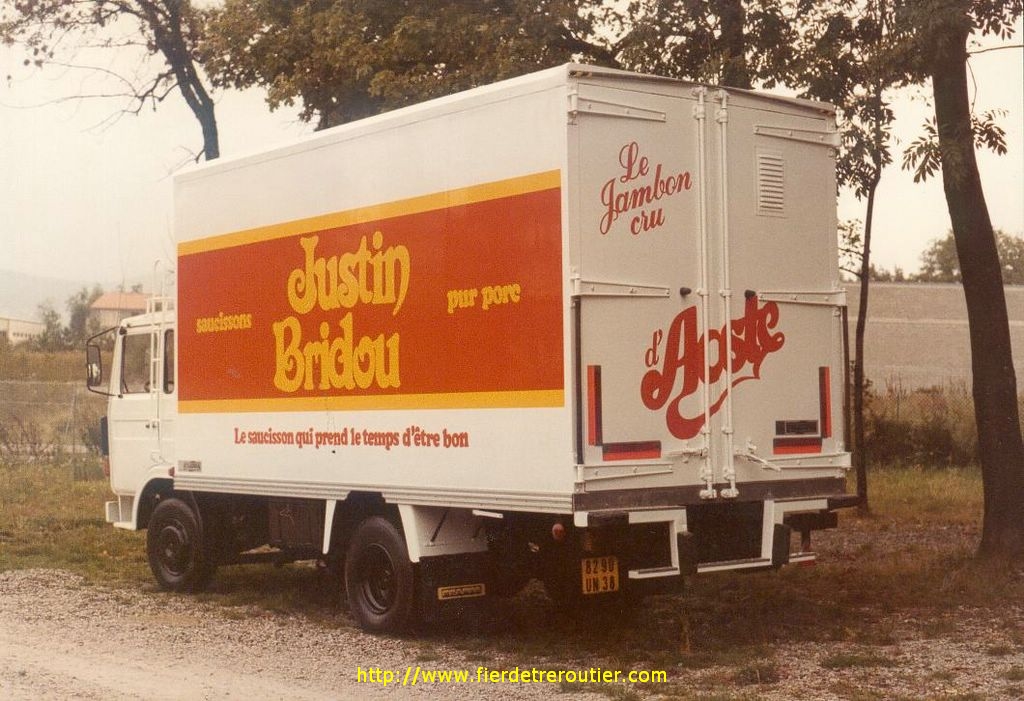 Justin
Bridou
saucissons
pur porc
Le saucisson qui prend le temps d'être bon
Le
Jambon
cru
d'Aoste
8290
UN 38
http://www.fierdetreroutier.com